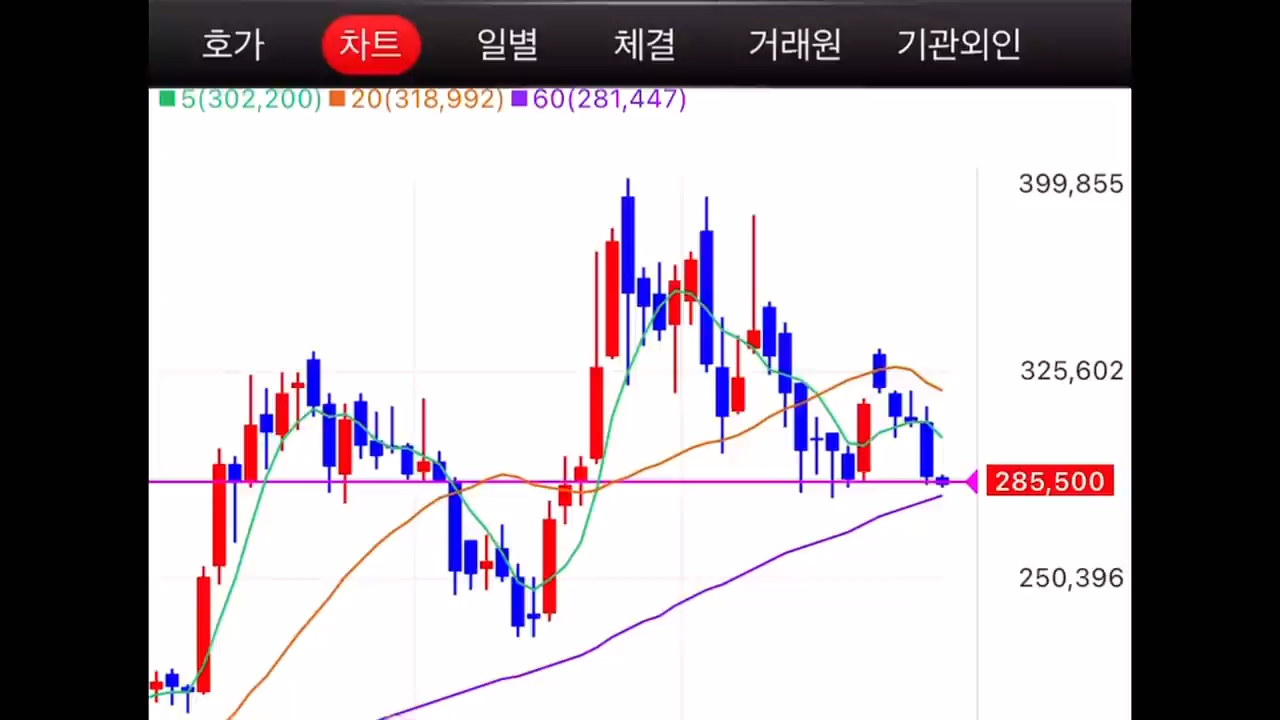 호가 차트 일별 체결 거래원 기관외인
5(302,200) 20(318,992) 60(281,447)
399,855
325,602
285,500
250,396